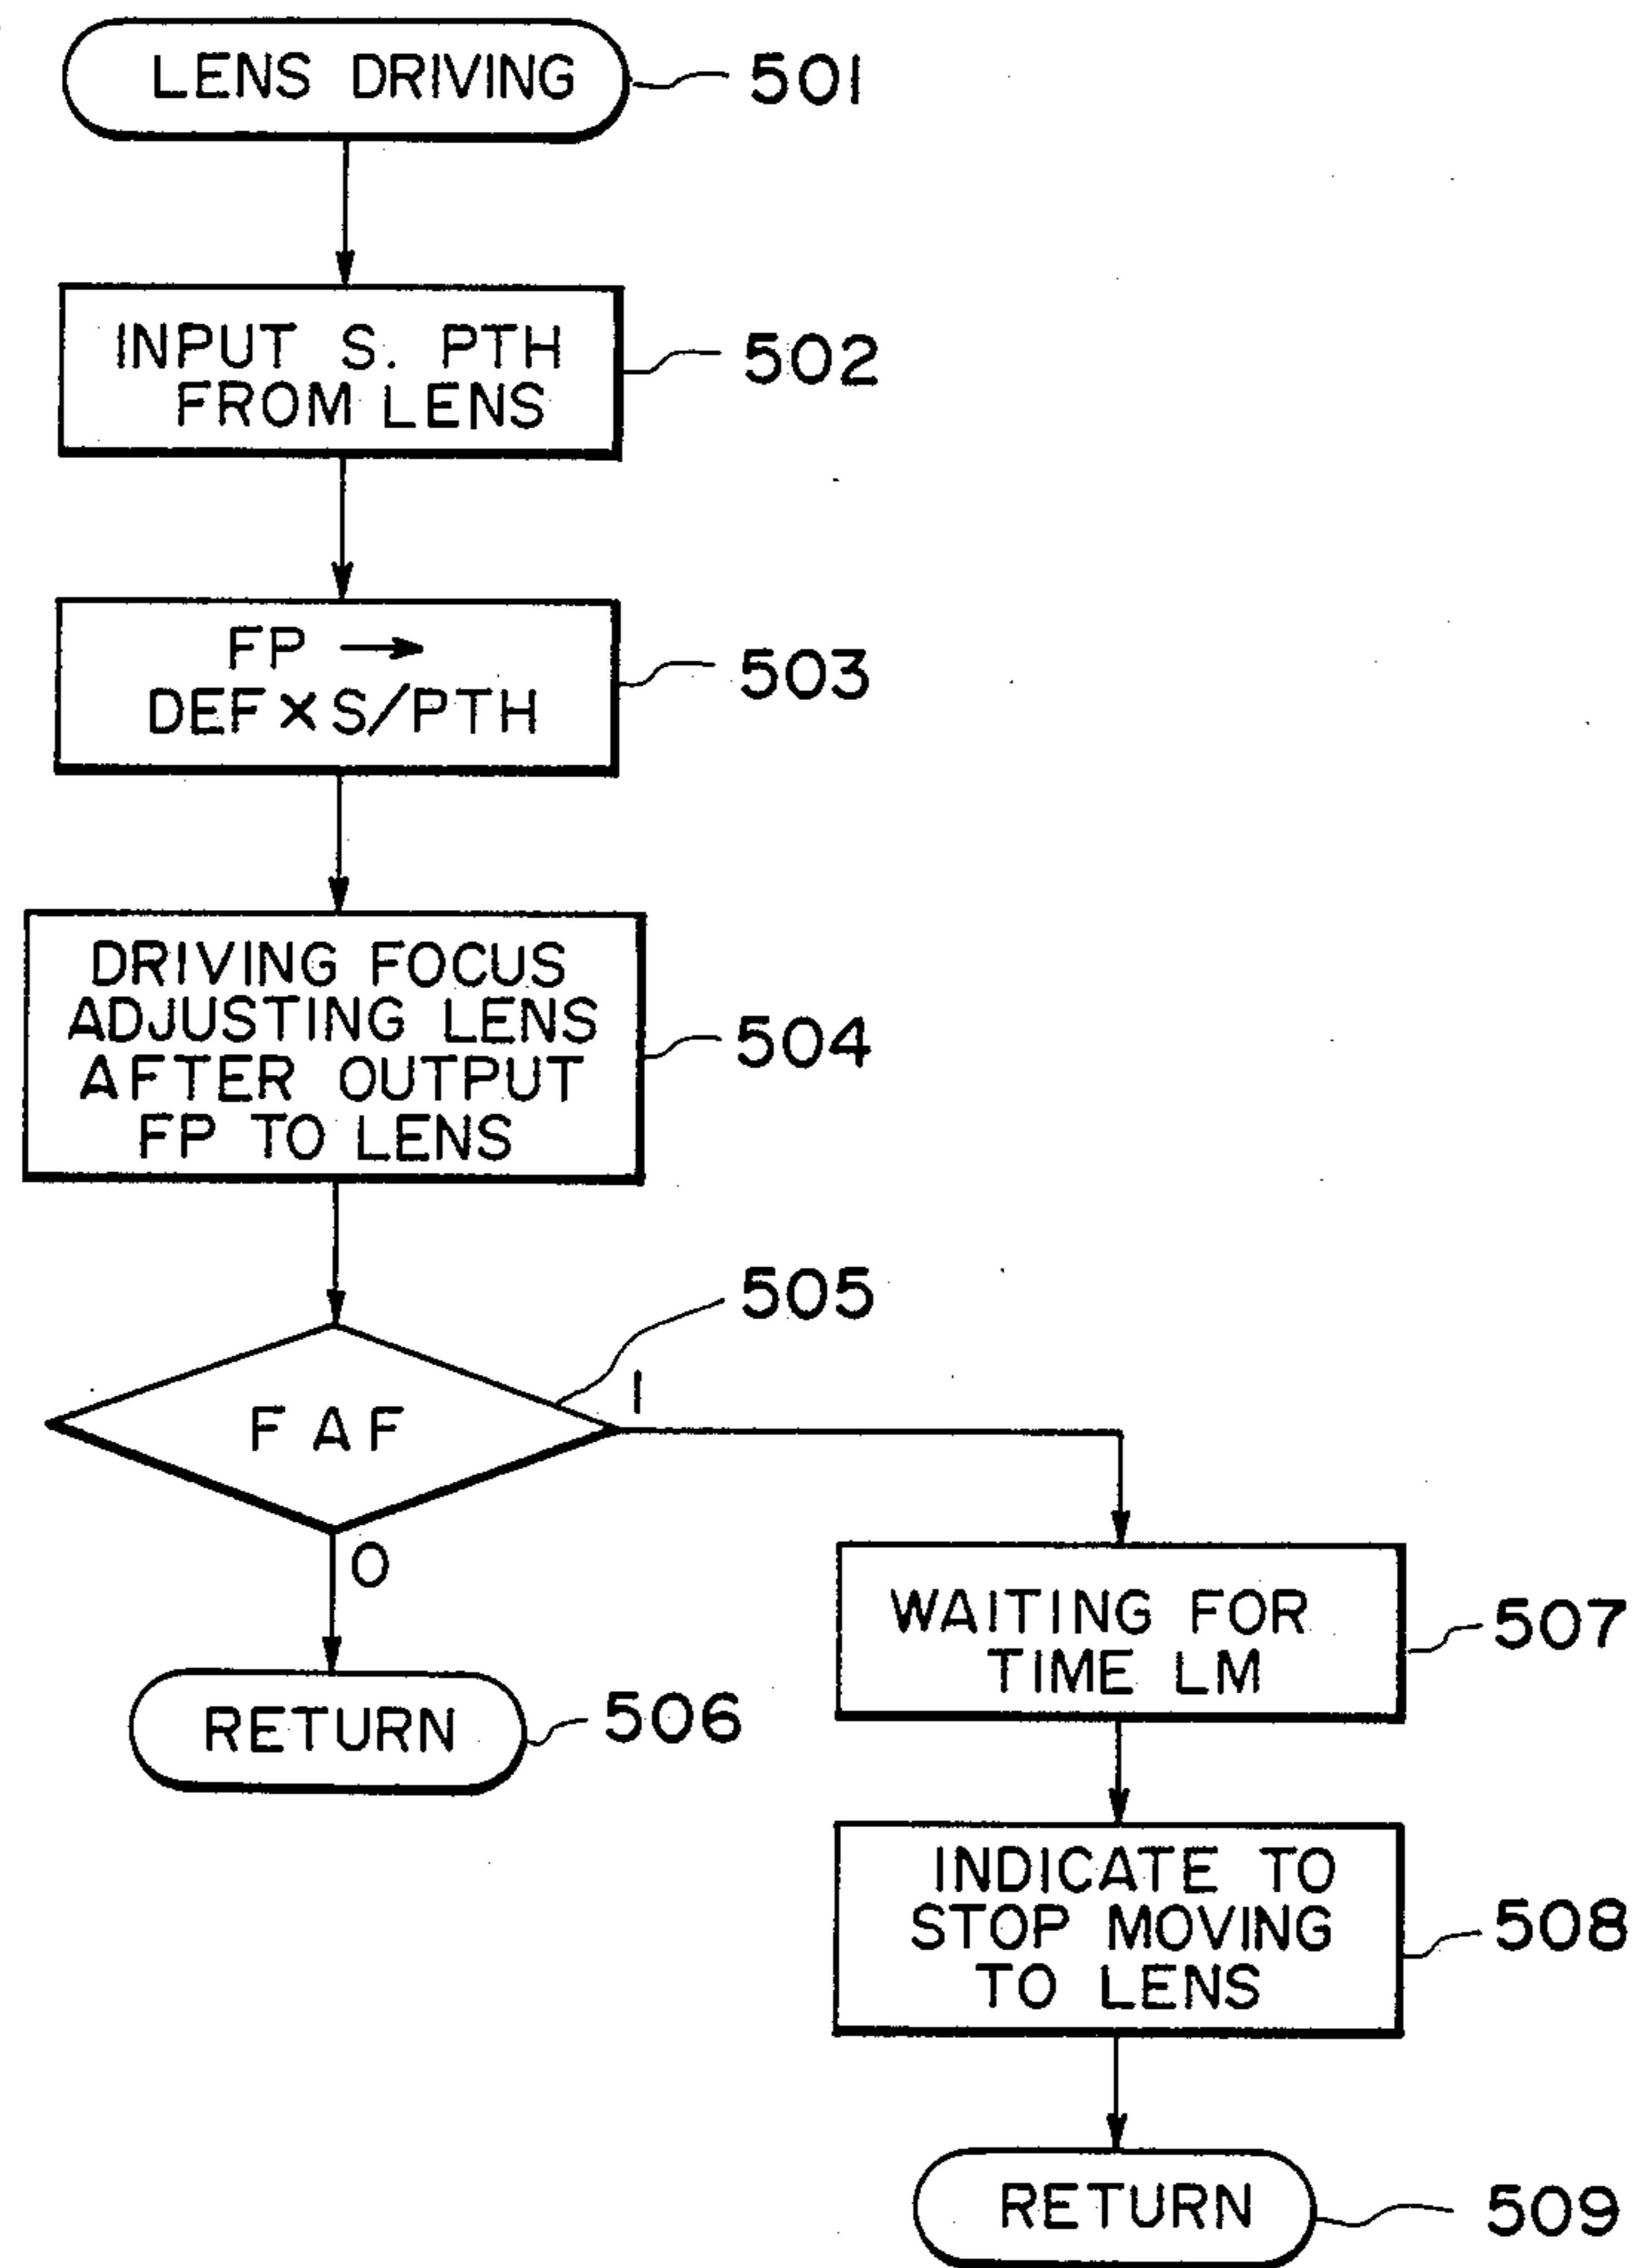 LENS DRIVING
501
INPUT S. PTH
FROM LENS
502
FP →
DEF×S/PTH
503
DRIVING FOCUS
ADJUSTING LENS
AFTER OUTPUT
FP TO LENS
504
505
FAF
1
0
RETURN
506
WAITING FOR
TIME LM
507
INDICATE TO
STOP MOVING
TO LENS
508
RETURN
509